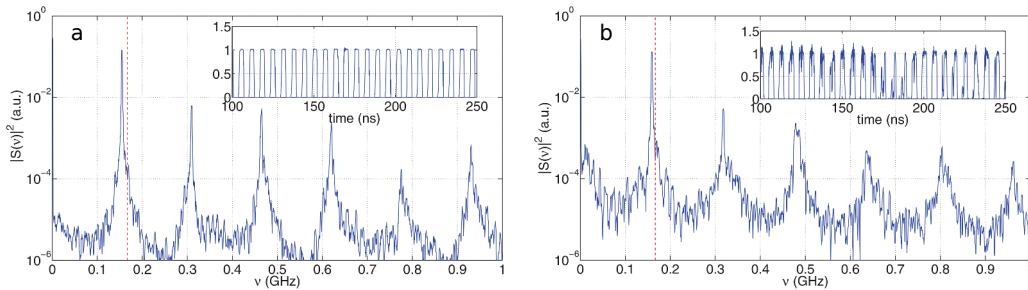 a
10⁰
10⁻²
10⁻⁴
10⁻⁶
|S(ν)|² (a.u.)
0 0.1 0.2 0.3 0.4 0.5 0.6 0.7 0.8 0.9 1
ν (GHz)
1.5
1
0.5
0
100 150 200 250
time (ns)
b
10⁰
10⁻²
10⁻⁴
10⁻⁶
|S(ν)|² (a.u.)
0 0.1 0.2 0.3 0.4 0.5 0.6 0.7 0.8 0.9
ν (GHz)
1.5
1
0.5
0
100 150 200 250
time (ns)